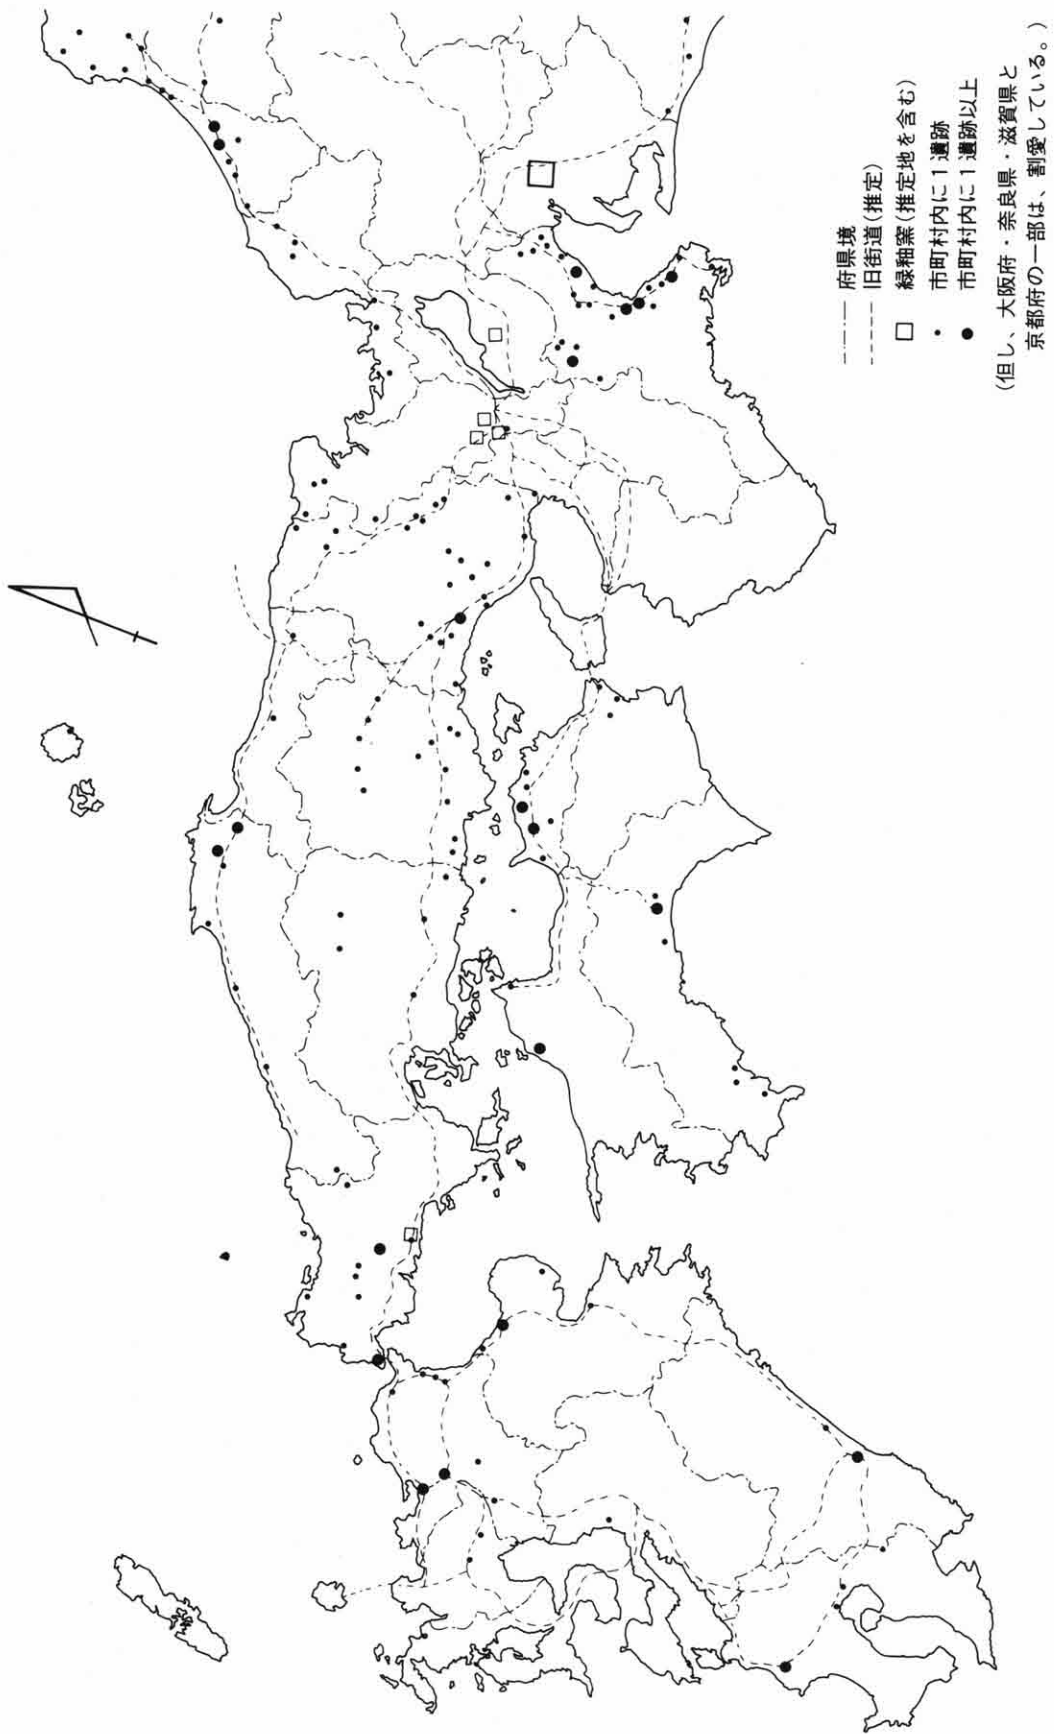 府県境
旧街道(推定)
緑釉窯(推定地を含む)
市町村内に1遺跡
市町村内に1遺跡以上
(但し、大阪府・奈良県・滋賀県と
京都府の一部は、割愛している。)